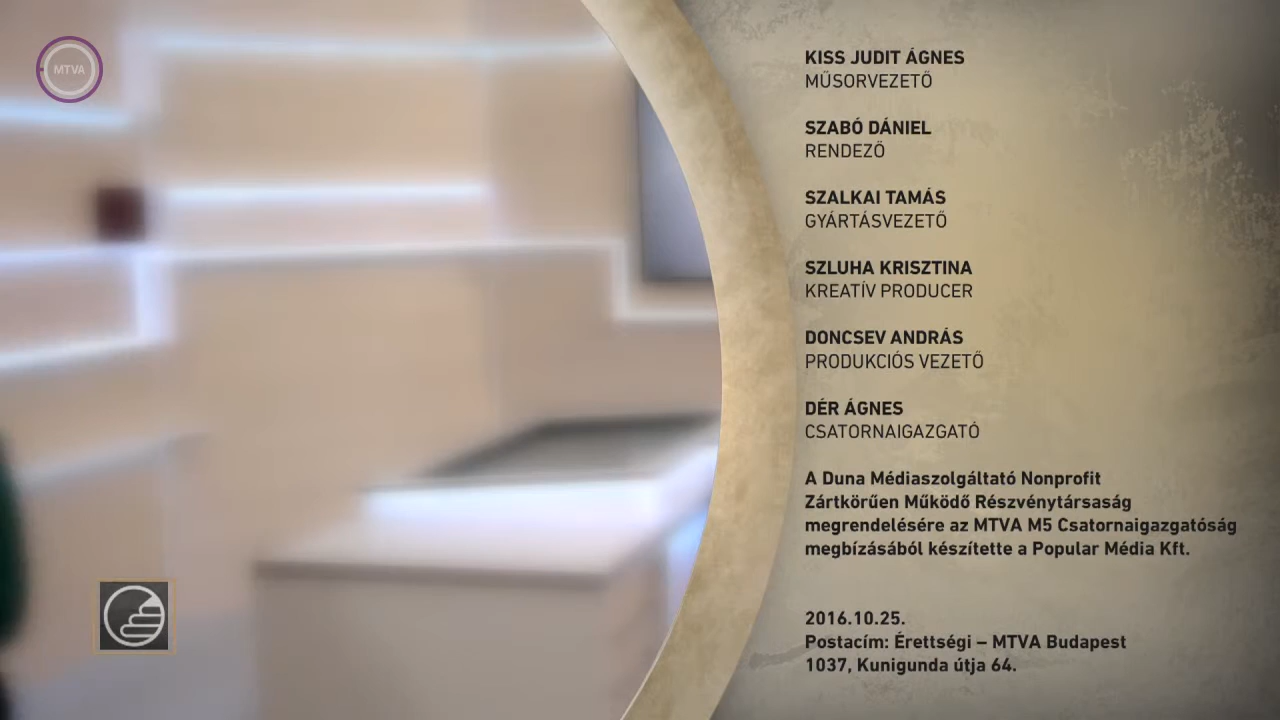 MTVA
KISS JUDIT ÁGNES
MŰSORVEZETŐ
SZABÓ DÁNIEL
RENDEZŐ
SZALKAI TAMÁS
GYÁRTÁSVEZETŐ
SZLUHA KRISZTINA
KREATÍV PRODUCER
DONCSEV ANDRÁS
PRODUKCIÓS VEZETŐ
DÉR ÁGNES
CSATORNAIGAZGATÓ
A Duna Médiaszolgáltató Nonprofit
Zártkörűen Működő Részvénytársaság
megrendelésére az MTVA M5 Csatornaigazgatóság
megbízásából készítette a Popular Média Kft.
2016.10.25.
Postacím: Érettségi – MTVA Budapest
1037, Kunigunda útja 64.